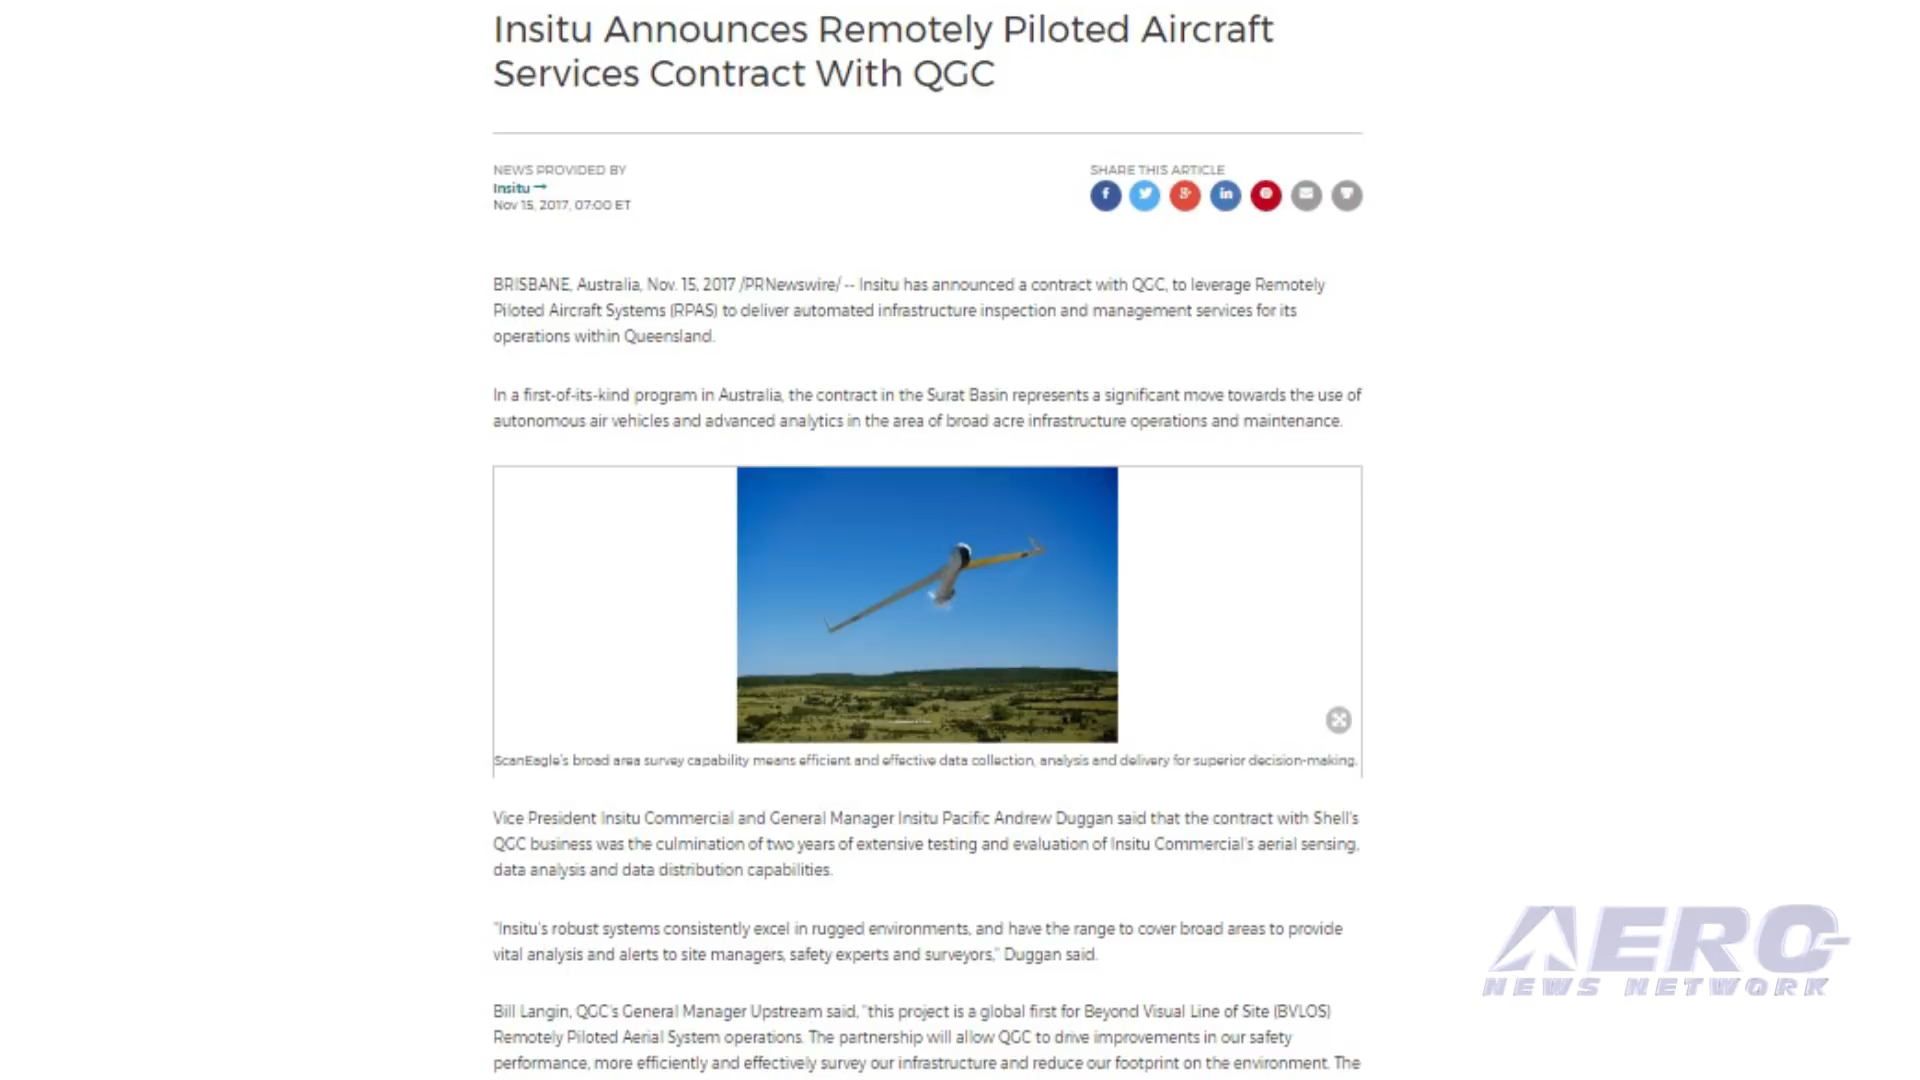 Insitu Announces Remotely Piloted Aircraft
Services Contract With QGC
NEWS PROVIDED BY
Insitu →
Nov 15, 2017, 07:00 ET
SHARE THIS ARTICLE
BRISBANE, Australia, Nov. 15, 2017 /PRNewswire/ -- Insitu has announced a contract with QGC, to leverage Remotely
Piloted Aircraft Systems (RPAS) to deliver automated infrastructure inspection and management services for its
operations within Queensland.
In a first-of-its-kind program in Australia, the contract in the Surat Basin represents a significant move towards the use of
autonomous air vehicles and advanced analytics in the area of broad acre infrastructure operations and maintenance.
ScanEagle's broad area survey capability means efficient and effective data collection, analysis and delivery for superior decision-making.
Vice President Insitu Commercial and General Manager Insitu Pacific Andrew Duggan said that the contract with Shell's
QGC business was the culmination of two years of extensive testing and evaluation of Insitu Commercial's aerial sensing,
data analysis and data distribution capabilities.
"Insitu's robust systems consistently excel in rugged environments, and have the range to cover broad areas to provide
vital analysis and alerts to site managers, safety experts and surveyors," Duggan said.
Bill Langin, QGC's General Manager Upstream said, "this project is a global first for Beyond Visual Line of Site (BVLOS)
Remotely Piloted Aerial System operations. The partnership will allow QGC to drive improvements in our safety
performance, more efficiently and effectively survey our infrastructure and reduce our footprint on the environment. The
AERO
NEWS NETWORK